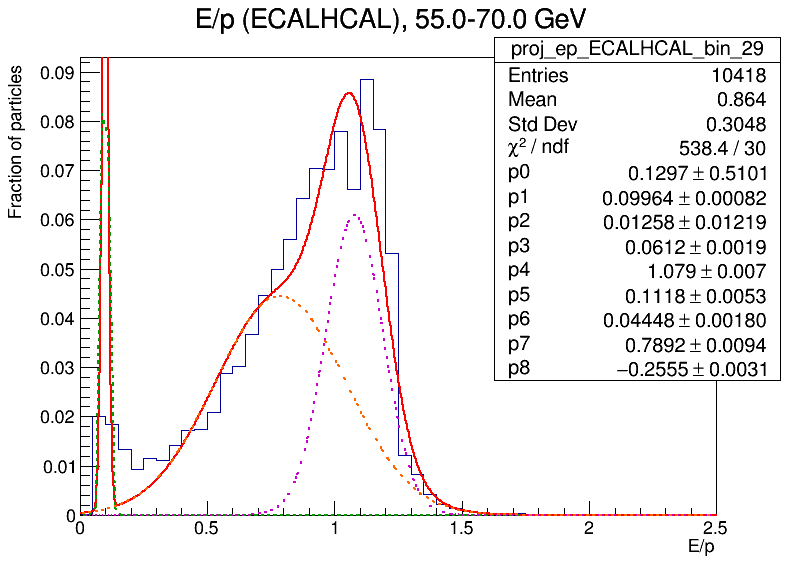 E/p (ECALHCAL), 55.0-70.0 GeV
proj_ep_ECALHCAL_bin_29
Entries 10418
Mean 0.864
Std Dev 0.3048
χ² / ndf 538.4 / 30
p0 0.1297 ± 0.5101
p1 0.09964 ± 0.00082
p2 0.01258 ± 0.01219
p3 0.0612 ± 0.0019
p4 1.079 ± 0.007
p5 0.1118 ± 0.0053
p6 0.04448 ± 0.00180
p7 0.7892 ± 0.0094
p8 −0.2555 ± 0.0031
Fraction of particles
0.09
0.08
0.07
0.06
0.05
0.04
0.03
0.02
0.01
0
0 0.5 1 1.5 2 2.5
E/p